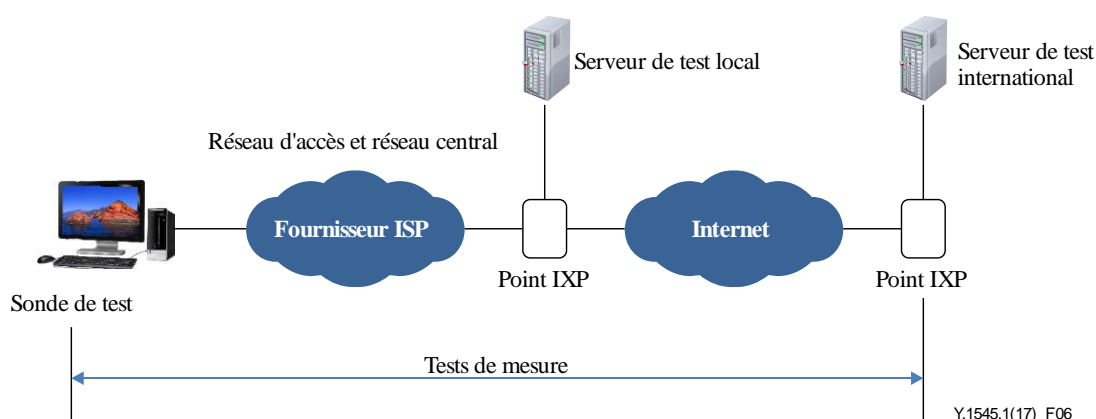 Serveur de test local
Serveur de test
international
Réseau d'accès et réseau central
Fournisseur ISP
Internet
Point IXP
Point IXP
Sonde de test
Tests de mesure
Y.1545.1(17)_F06